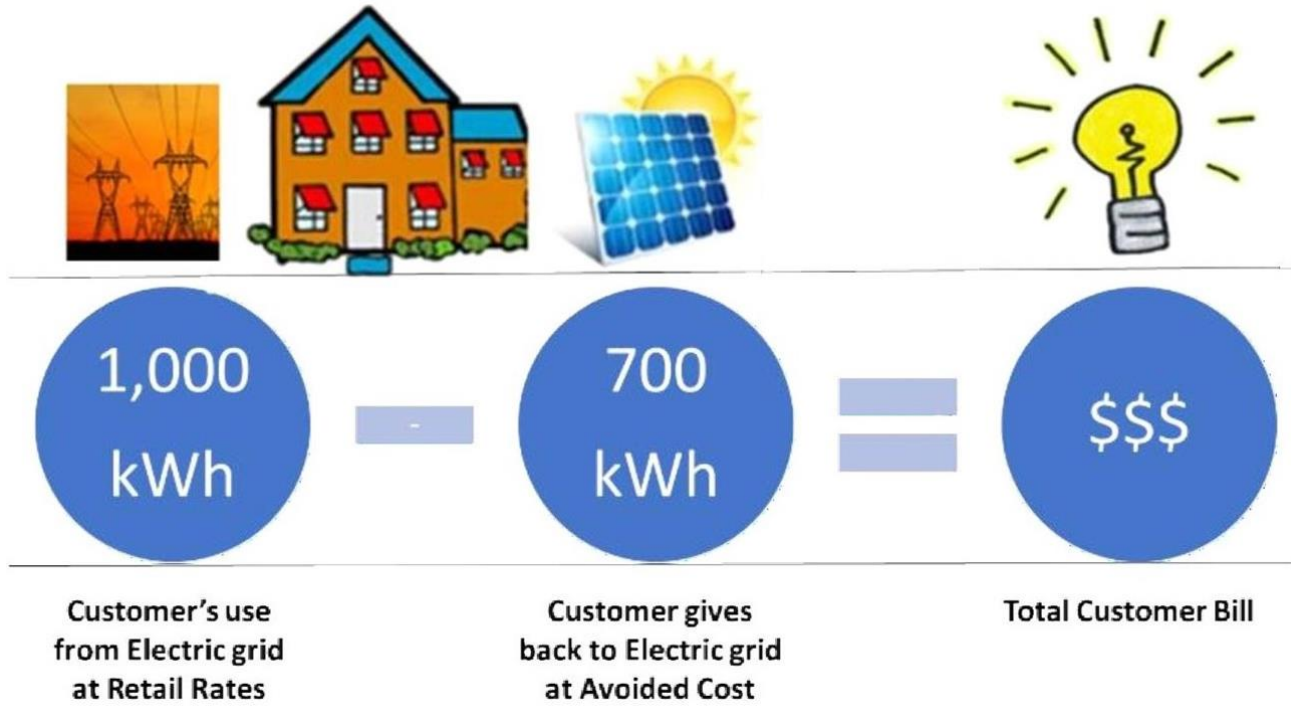 1,000
kWh
-
700
kWh
$$$
Customer's use
from Electric grid
at Retail Rates
Customer gives
back to Electric grid
at Avoided Cost
Total Customer Bill